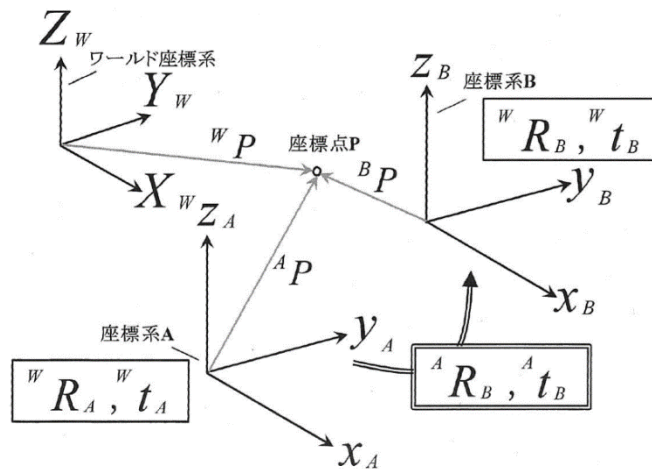 Z_W
ワールド座標系
Y_W
X_W
^W P
座標点P
^B P
z_B
座標系B
^W R_B , ^W t_B
y_B
x_B
z_A
^A P
座標系A
y_A
x_A
^W R_A , ^W t_A
^A R_B , ^A t_B